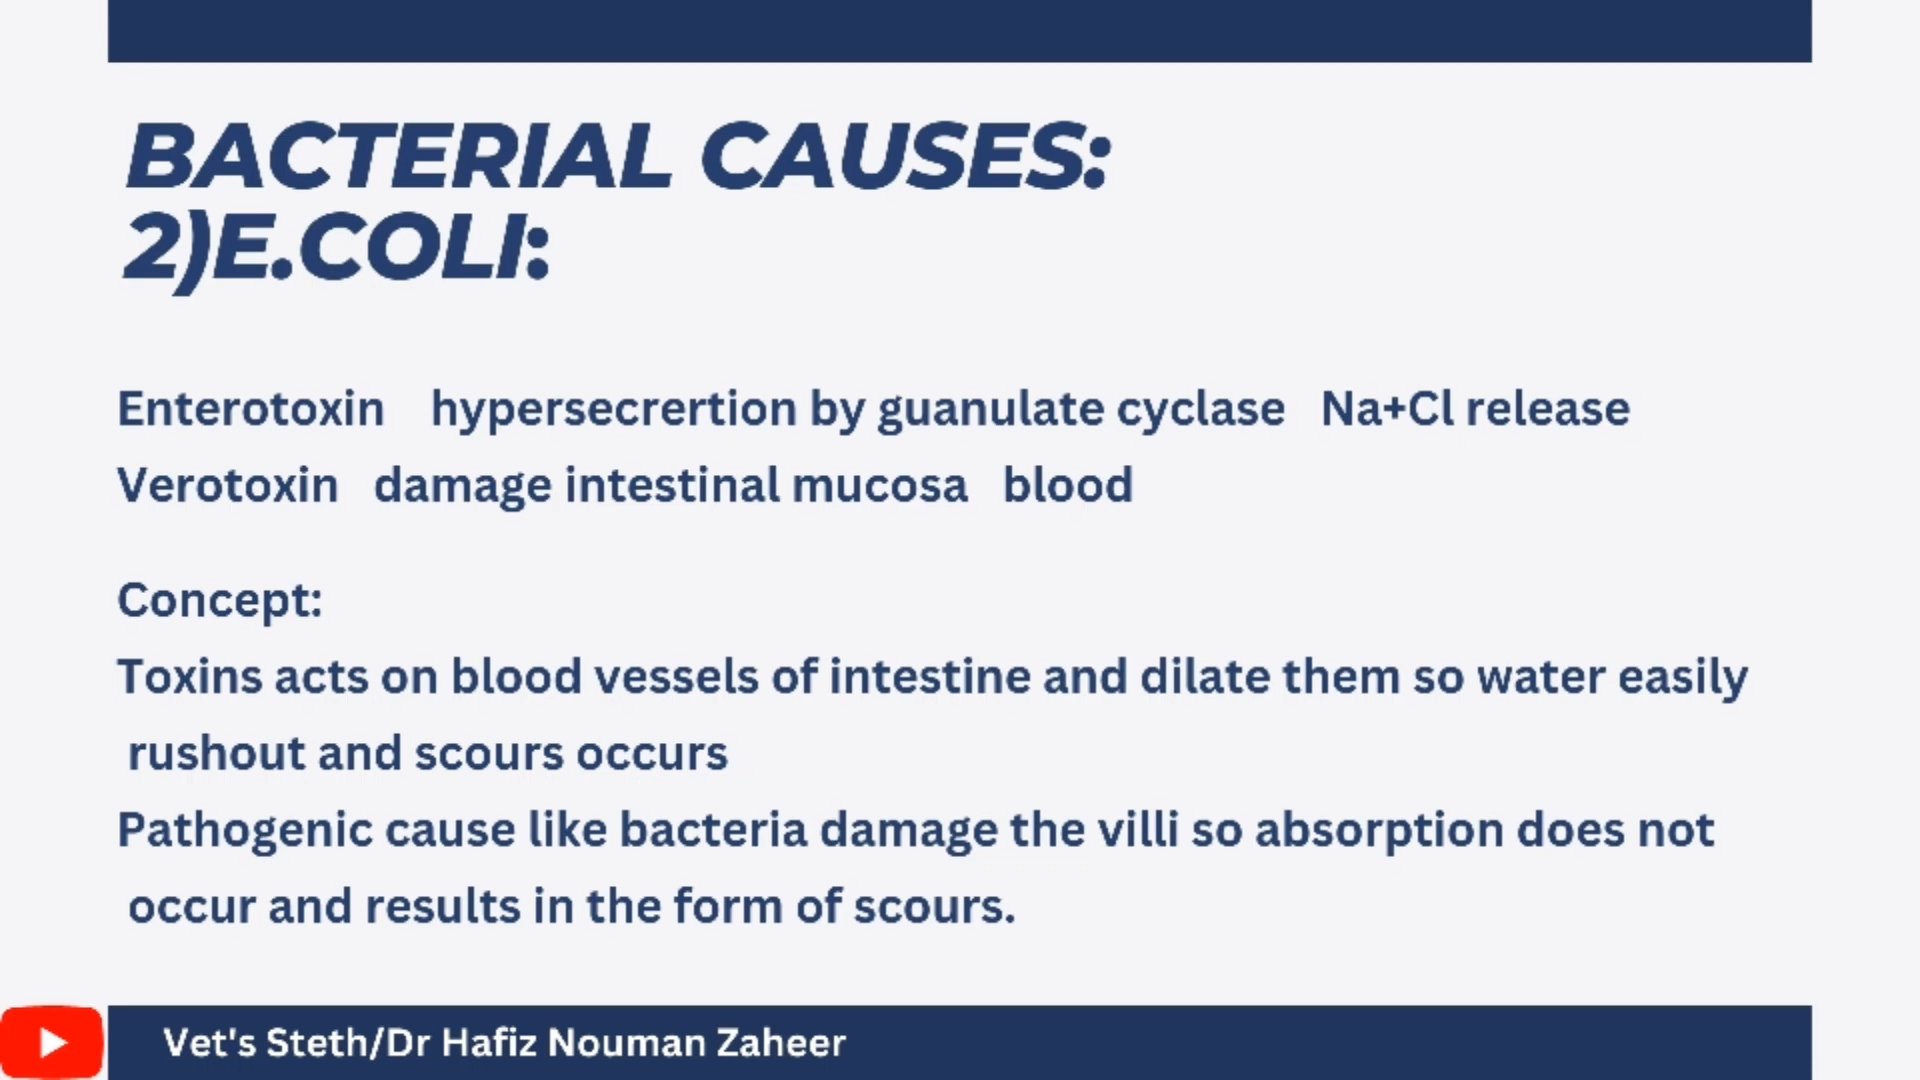 BACTERIAL CAUSES:
2)E.COLI:
Enterotoxin hypersecrertion by guanulate cyclase Na+Cl release
Verotoxin damage intestinal mucosa blood
Concept:
Toxins acts on blood vessels of intestine and dilate them so water easily
rushout and scours occurs
Pathogenic cause like bacteria damage the villi so absorption does not
occur and results in the form of scours.
Vet's Steth/Dr Hafiz Nouman Zaheer